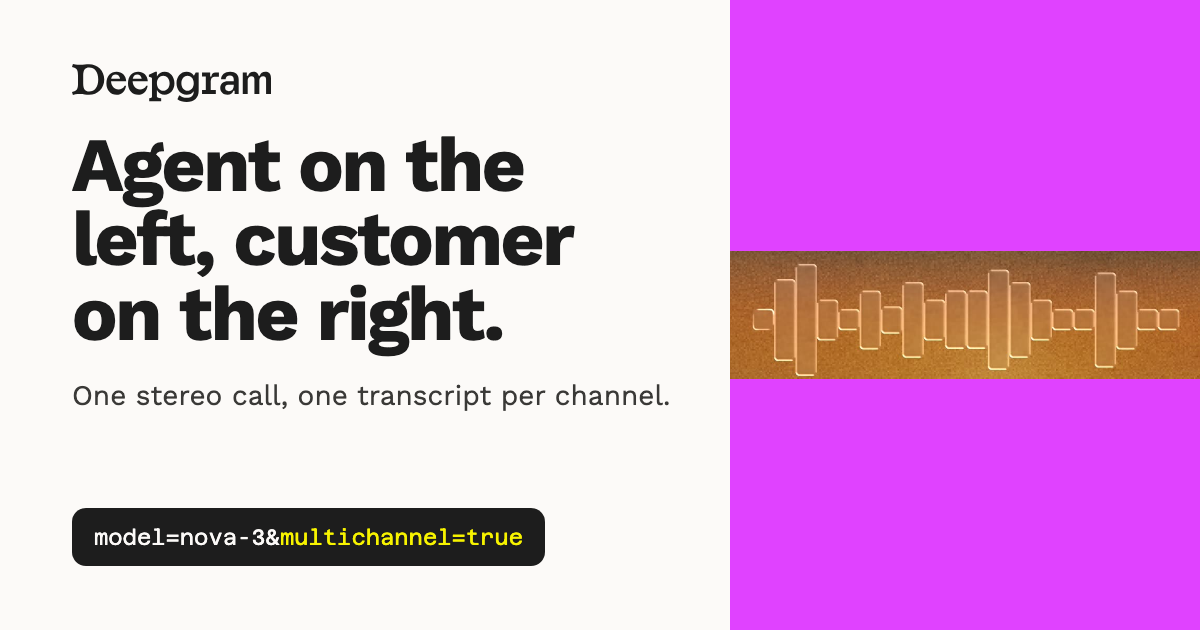 Deepgram
Agent on the
left, customer
on the right.
One stereo call, one transcript per channel.
model=nova-3&multichannel=true